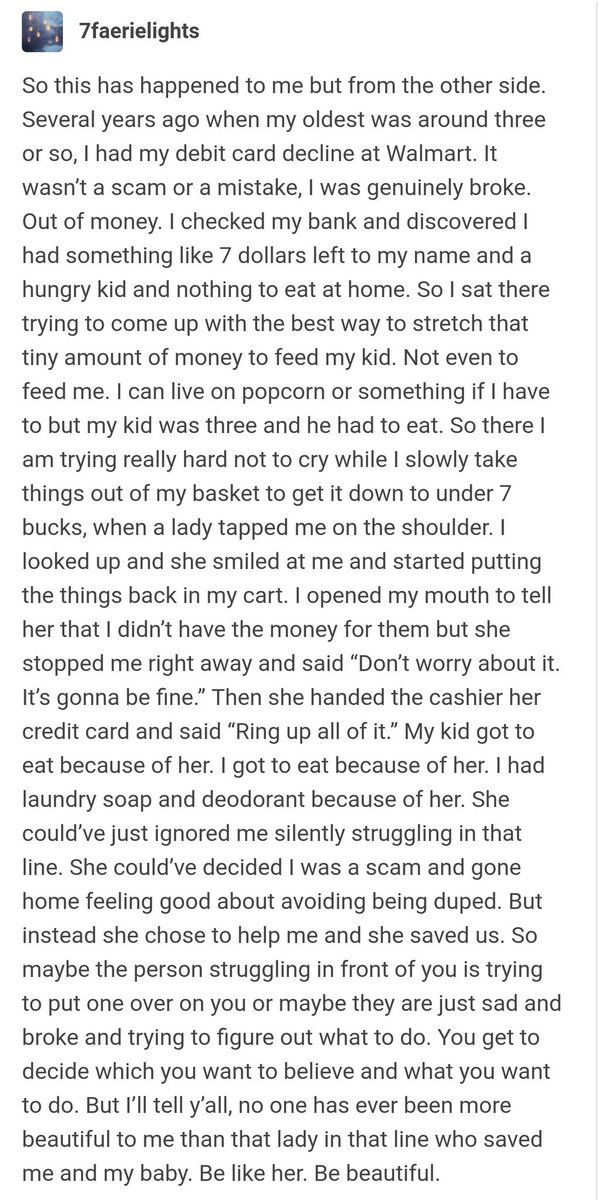 7faerielights
So this has happened to me but from the other side.
Several years ago when my oldest was around three
or so, I had my debit card decline at Walmart. It
wasn’t a scam or a mistake, I was genuinely broke.
Out of money. I checked my bank and discovered I
had something like 7 dollars left to my name and a
hungry kid and nothing to eat at home. So I sat there
trying to come up with the best way to stretch that
tiny amount of money to feed my kid. Not even to
feed me. I can live on popcorn or something if I have
to but my kid was three and he had to eat. So there I
am trying really hard not to cry while I slowly take
things out of my basket to get it down to under 7
bucks, when a lady tapped me on the shoulder. I
looked up and she smiled at me and started putting
the things back in my cart. I opened my mouth to tell
her that I didn’t have the money for them but she
stopped me right away and said “Don’t worry about it.
It’s gonna be fine.” Then she handed the cashier her
credit card and said “Ring up all of it.” My kid got to
eat because of her. I got to eat because of her. I had
laundry soap and deodorant because of her. She
could’ve just ignored me silently struggling in that
line. She could’ve decided I was a scam and gone
home feeling good about avoiding being duped. But
instead she chose to help me and she saved us. So
maybe the person struggling in front of you is trying
to put one over on you or maybe they are just sad and
broke and trying to figure out what to do. You get to
decide which you want to believe and what you want
to do. But I’ll tell y’all, no one has ever been more
beautiful to me than that lady in that line who saved
me and my baby. Be like her. Be beautiful.